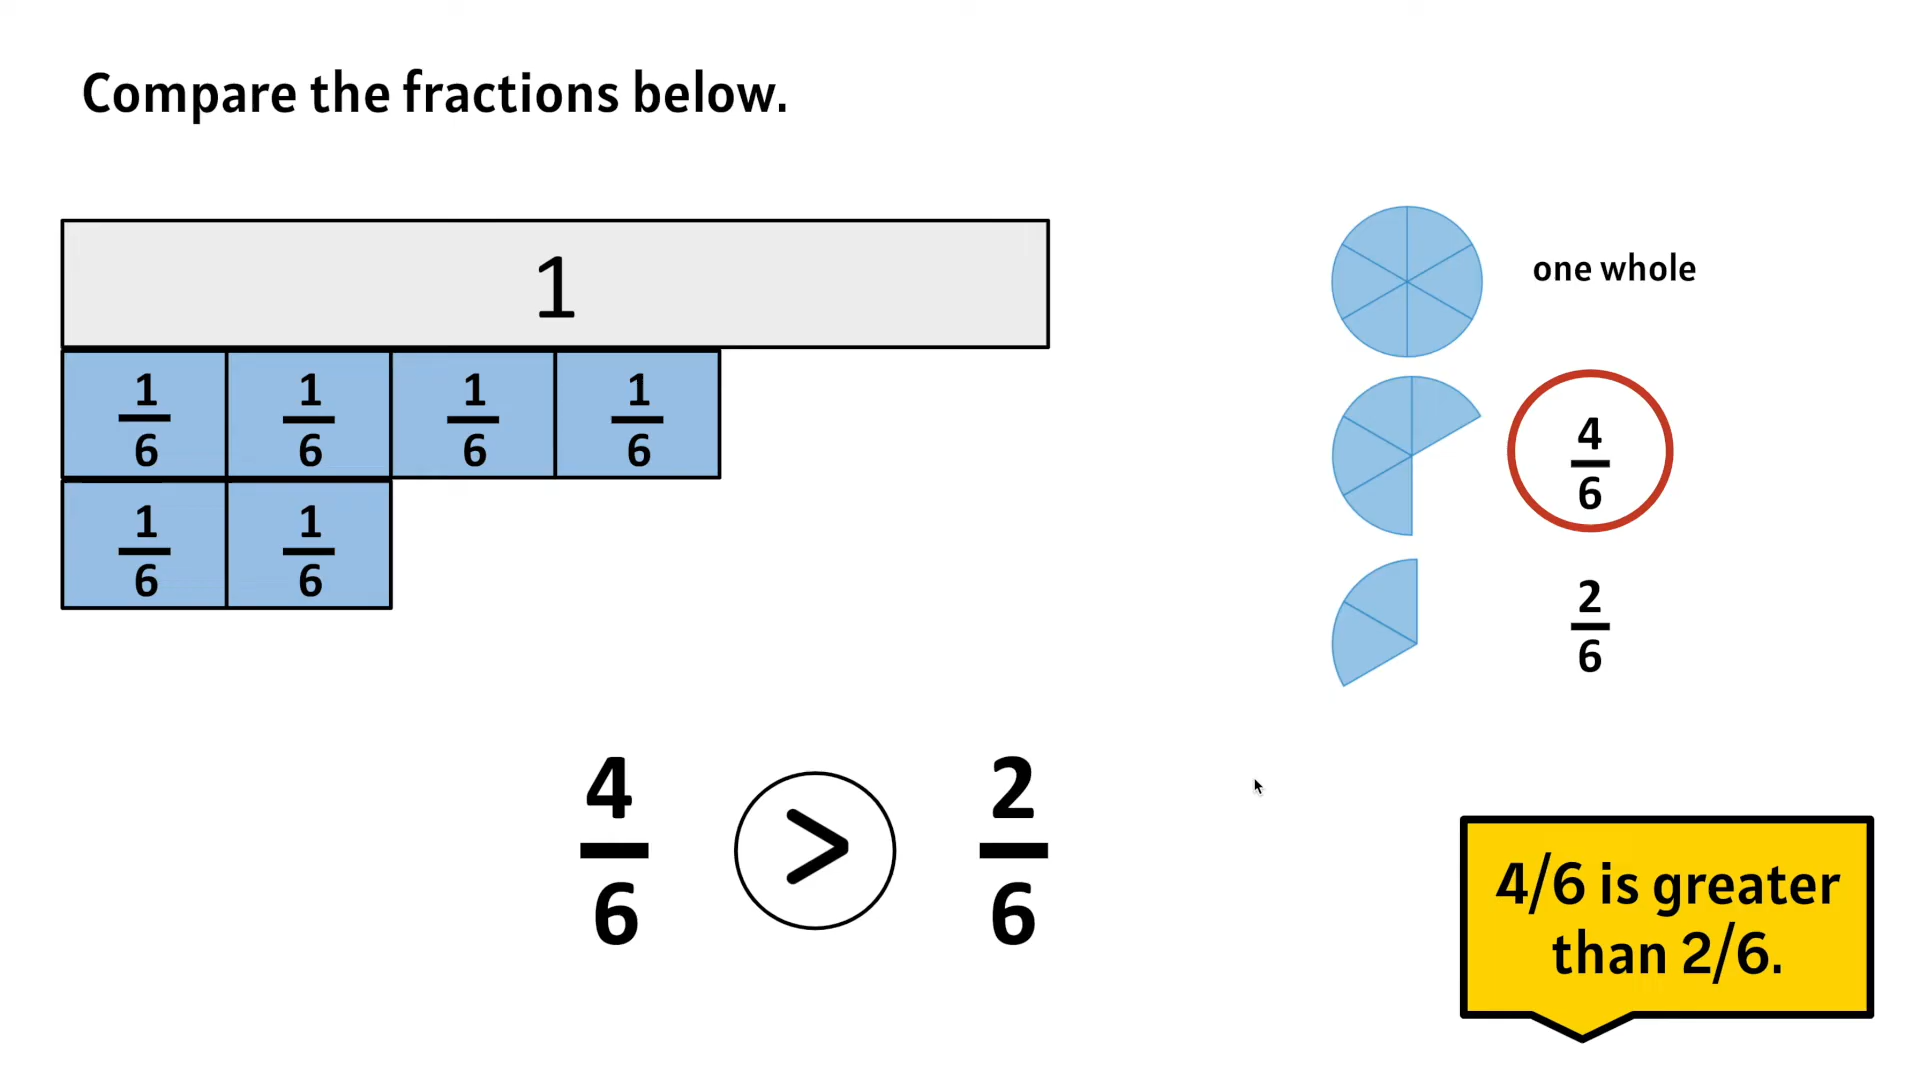 Compare the fractions below.
1
1 1 1 1
6 6 6 6
1 1
6 6
one whole
4
6
2
6
4 > 2
6 6
4/6 is greater
than 2/6.